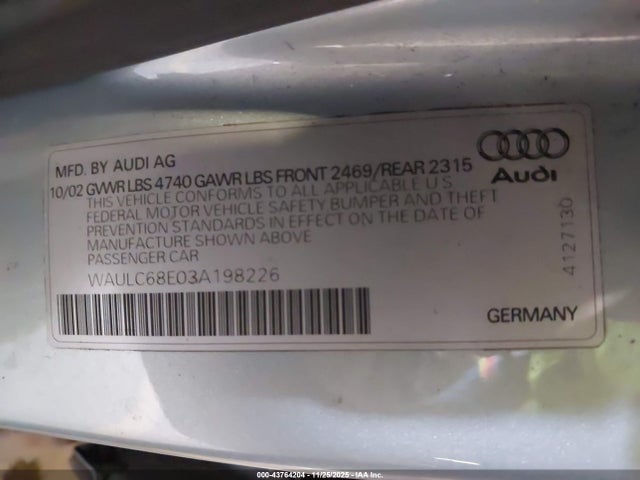 MFD. BY AUDI AG
10/02 GVWR LBS 4740 GAWR LBS FRONT 2469/REAR 2315
THIS VEHICLE CONFORMS TO ALL APPLICABLE U S
FEDERAL MOTOR VEHICLE SAFETY BUMPER AND THEFT
PREVENTION STANDARDS IN EFFECT ON THE DATE OF
MANUFACTURE SHOWN ABOVE
PASSENGER CAR
WAULC68E03A198226
Audi
4127130
GERMANY
000-43764204 - 11/25/2025 - IAA Inc.